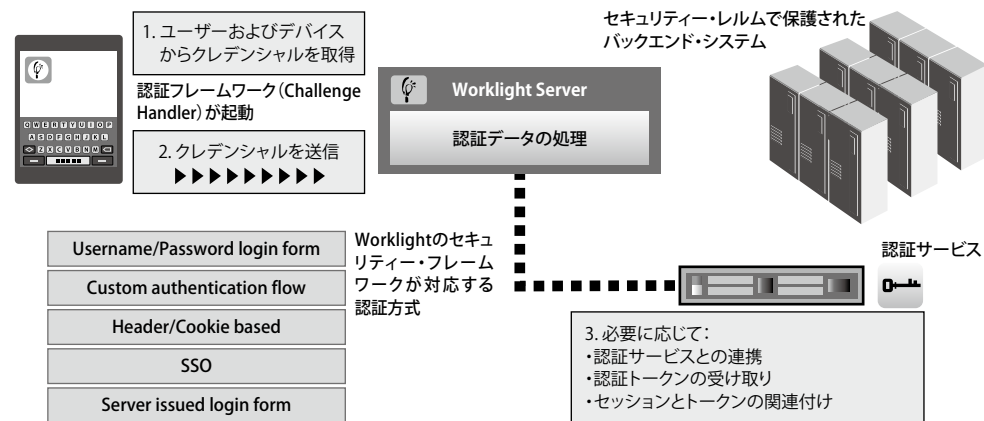 1. ユーザーおよびデバイス
からクレデンシャルを取得
認証フレームワーク（Challenge
Handler）が起動
2. クレデンシャルを送信
QWERTYUIOP
ASDFGHJKL
ZXCVBNM
Worklight Server
認証データの処理
セキュリティー・レルムで保護された
バックエンド・システム
Username/Password login form
Custom authentication flow
Header/Cookie based
SSO
Server issued login form
Worklightのセキュ
リティー・フレーム
ワークが対応する
認証方式
認証サービス
3. 必要に応じて：
・認証サービスとの連携
・認証トークンの受け取り
・セッションとトークンの関連付け